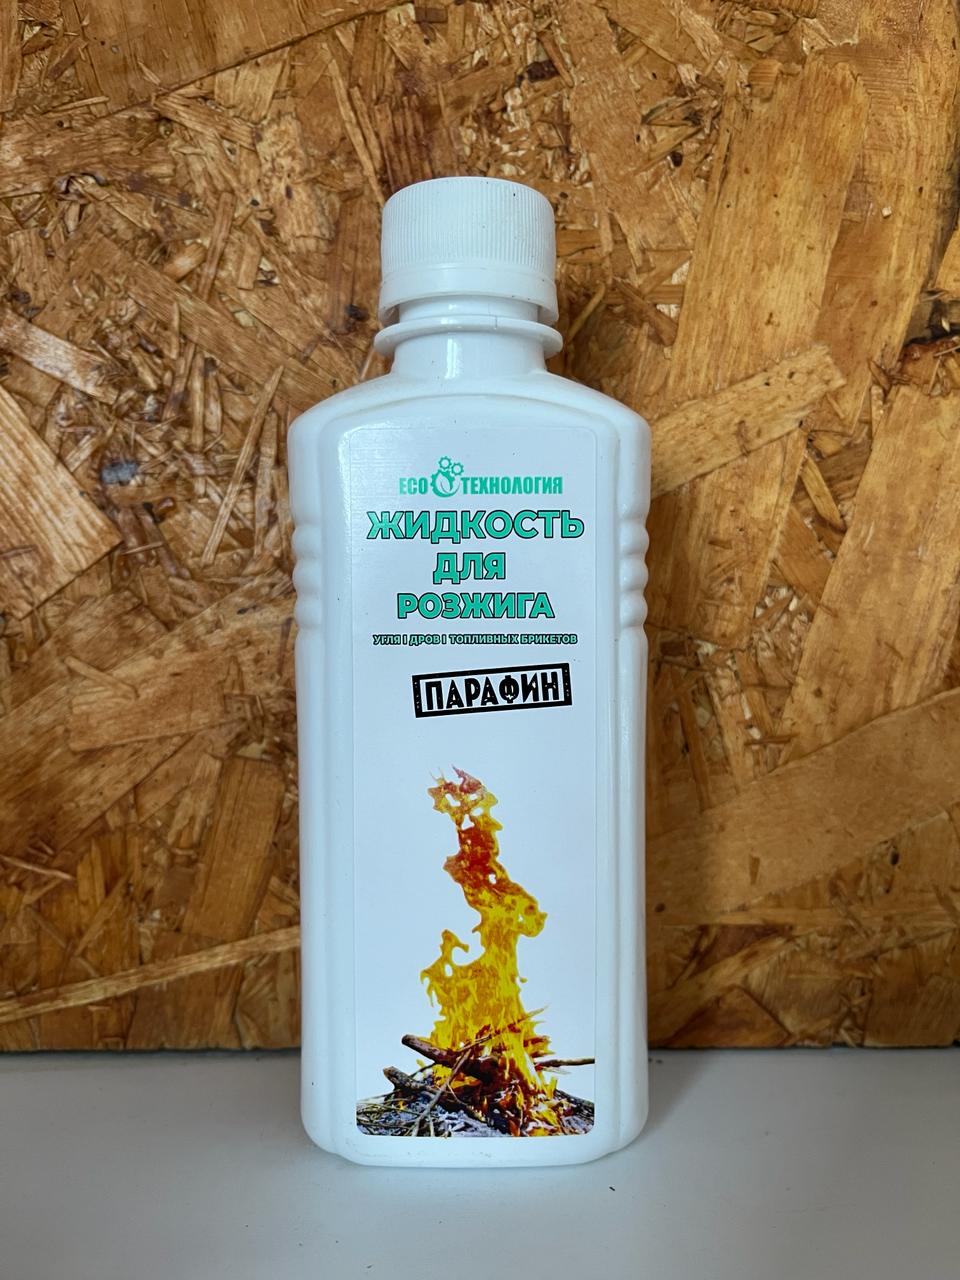 ECO ТЕХНОЛОГИЯ
ЖИДКОСТЬ
ДЛЯ
РОЗЖИГА
УГЛЯ | ДРОВ | ТОПЛИВНЫХ БРИКЕТОВ
ПАРАФИН